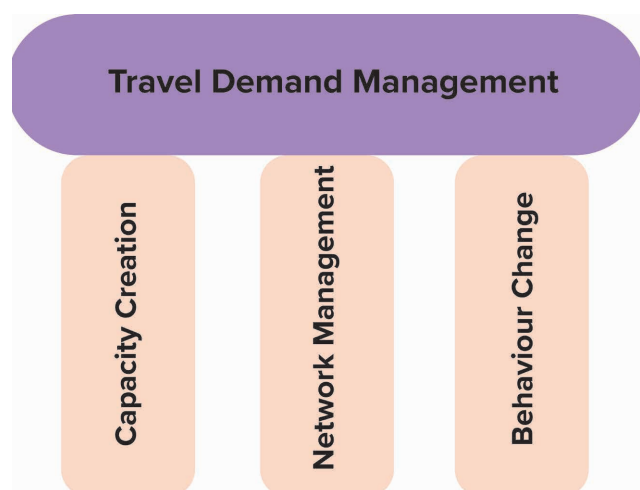 Travel Demand Management
Capacity Creation
Network Management
Behaviour Change